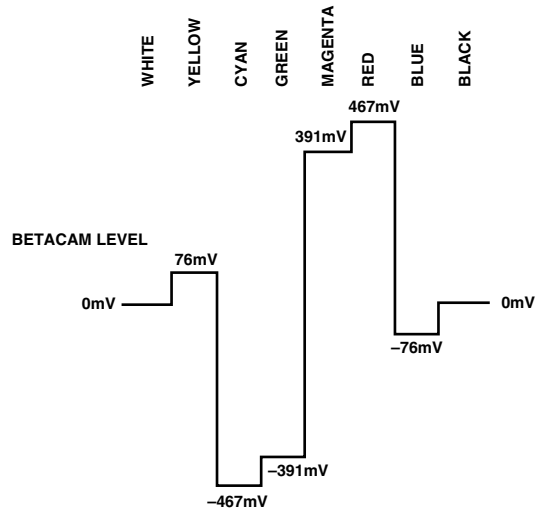 WHITE
YELLOW
CYAN
GREEN
MAGENTA
RED
BLUE
BLACK
467mV
391mV
BETACAM LEVEL
76mV
0mV
0mV
–76mV
–391mV
–467mV